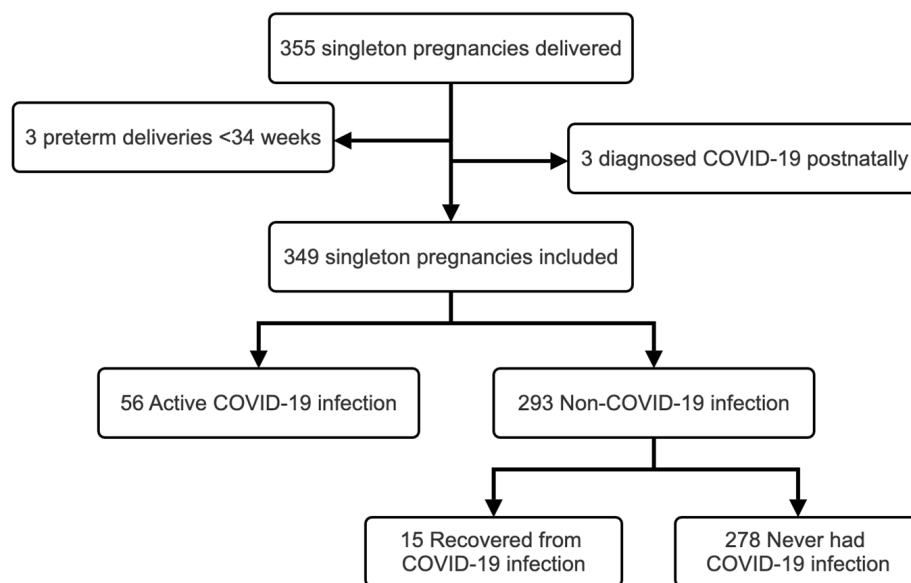 355 singleton pregnancies delivered
3 preterm deliveries <34 weeks
3 diagnosed COVID-19 postnatally
349 singleton pregnancies included
56 Active COVID-19 infection
293 Non-COVID-19 infection
15 Recovered from
COVID-19 infection
278 Never had
COVID-19 infection